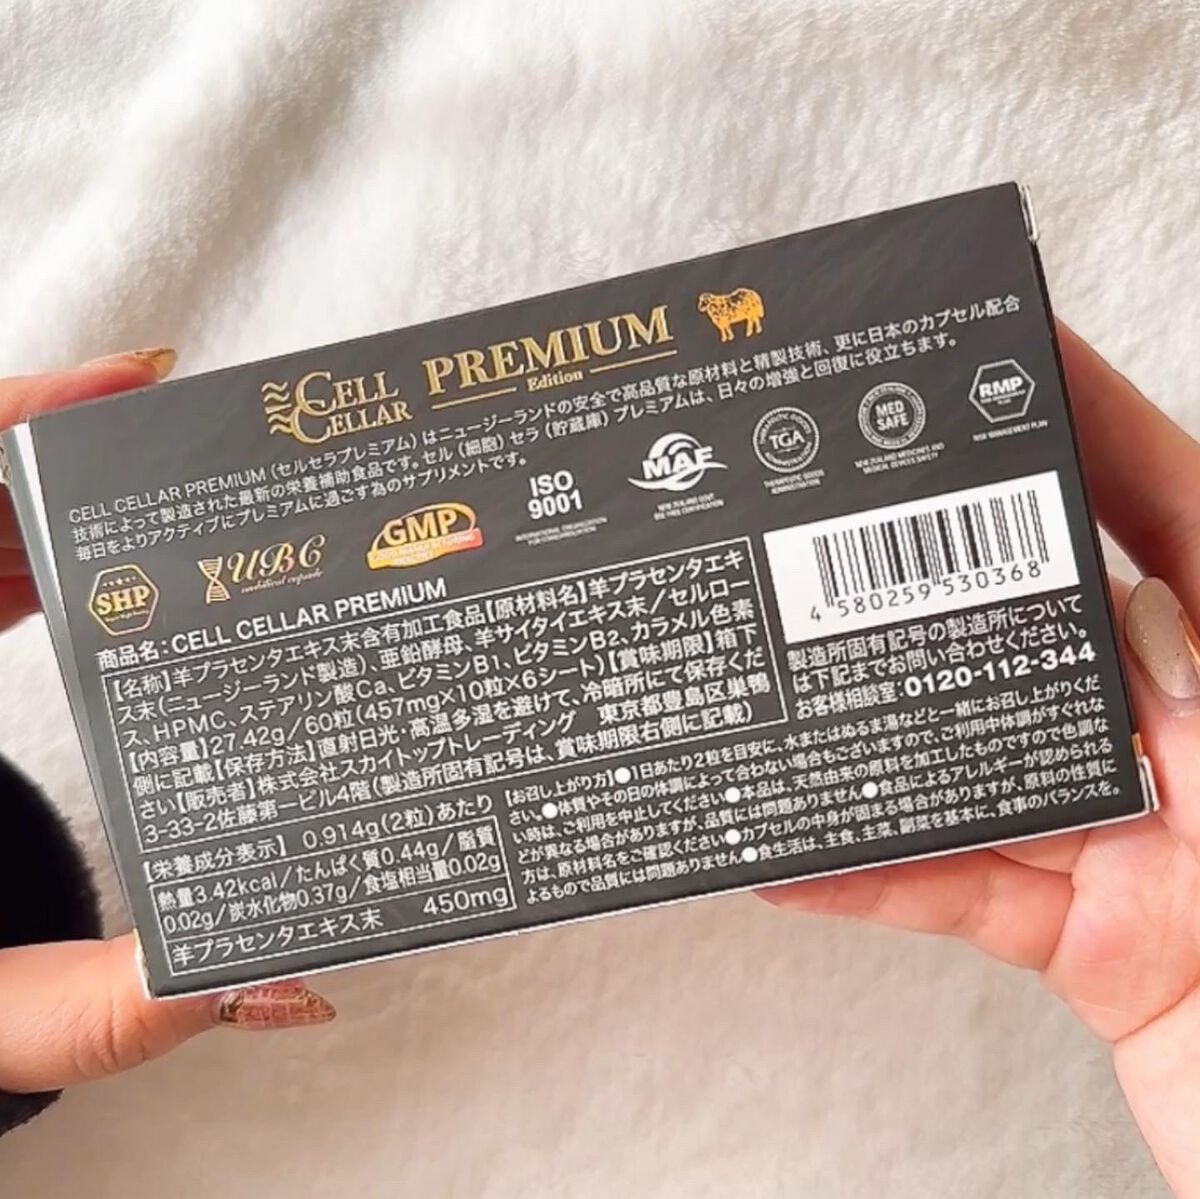 CELL
CELLAR
PREMIUM
Edition
CELL CELLAR PREMIUM (セルセラプレミアム) はニュージーランドの安全で高品質な原材料と精製技術、更に日本のカプセル配合
技術によって製造された最新の栄養補助食品です。セル (細胞) セラ (貯蔵庫) プレミアムは、日々の増強と回復に役立ちます。
毎日をよりアクティブにプレミアムに過ごす為のサプリメントです。
SHP
UBC
umbilical capsule
GMP
GOOD MANUFACTURING
ISO
9001
INTERNATIONAL ORGANIZATION
FOR STANDARDIZATION
MAF
NEW ZEALAND GOVT
BSE FREE CERTIFICATION
TGA
THERAPEUTIC GOODS
ADMINISTRATION
MED
SAFE
NEW ZEALAND MEDICINES AND
MEDICAL DEVICES SAFETY
RMP
RISK MANAGEMENT PLAN
商品名：CELL CELLAR PREMIUM
【名称】羊プラセンタエキス末含有加工食品【原材料名】羊プラセンタエキ
ス末(ニュージーランド製造)、亜鉛酵母、羊サイタイエキス末／セルロー
ス、HPMC、ステアリン酸Ca、ビタミンB1、ビタミンB2、カラメル色素
【内容量】27.42g／60粒(457mg×10粒×6シート)【賞味期限】箱下
側に記載【保存方法】直射日光・高温多湿を避けて、冷暗所にて保存くだ
さい【販売者】株式会社スカイトップトレーディング 東京都豊島区巣鴨
3-33-2佐藤第一ビル4階(製造所固有記号は、賞味期限右側に記載)
4 580259 530368
製造所固有記号の製造所について
は下記までお問い合わせください。
お客様相談室：0120-112-344
【栄養成分表示】 0.914g(2粒)あたり
熱量3.42kcal／たんぱく質0.44g／脂質
0.02g／炭水化物0.37g／食塩相当量0.02g
羊プラセンタエキス末 450mg
【お召し上がり方】●1日あたり2粒を目安に、水またはぬるま湯などと一緒にお召し上がりくだ
さい。●体質やその日の体調によって合わない場合もございますので、ご利用中体調がすぐれな
い時は、ご利用を中止してください●本品は、天然由来の原料を加工したものですので色調な
どが異なる場合がありますが、品質には問題ありません●食品によるアレルギーが認められる
方は、原材料名をご確認ください●カプセルの中身が固まる場合がありますが、原料の性質に
よるもので品質には問題ありません●食生活は、主食、主菜、副菜を基本に、食事のバランスを。